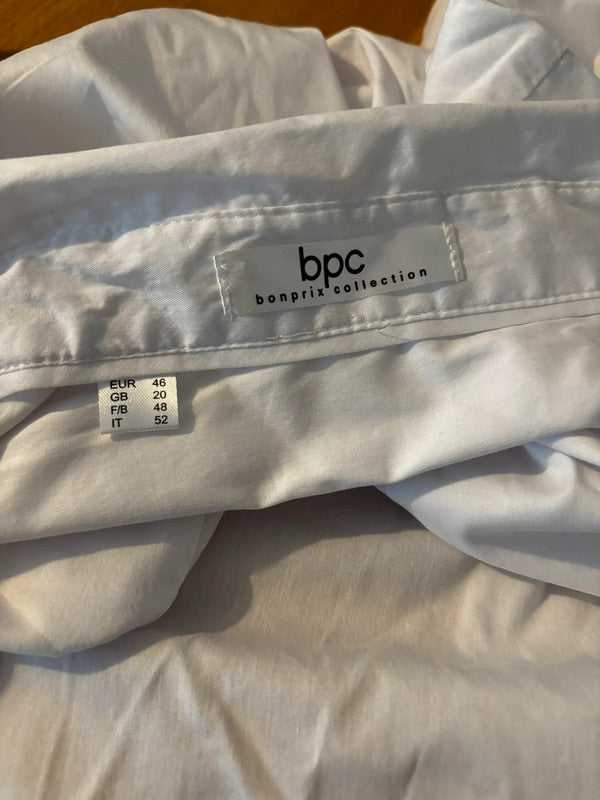 bpc
bonprix collection
EUR 46
GB 20
F/B 48
IT 52